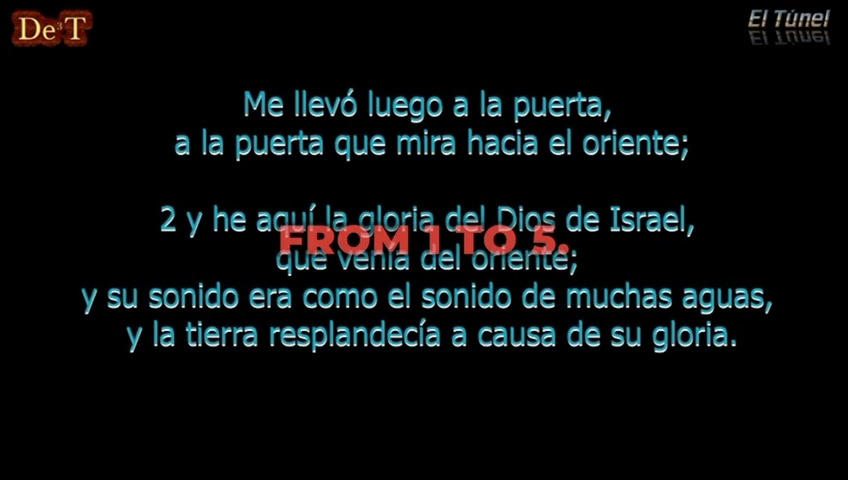 De³T
El Túnel
Me llevó luego a la puerta,
a la puerta que mira hacia el oriente;
2 y he aquí la gloria del Dios de Israel,
FROM 1 TO 5.
que venía del oriente;
y su sonido era como el sonido de muchas aguas,
y la tierra resplandecía a causa de su gloria.